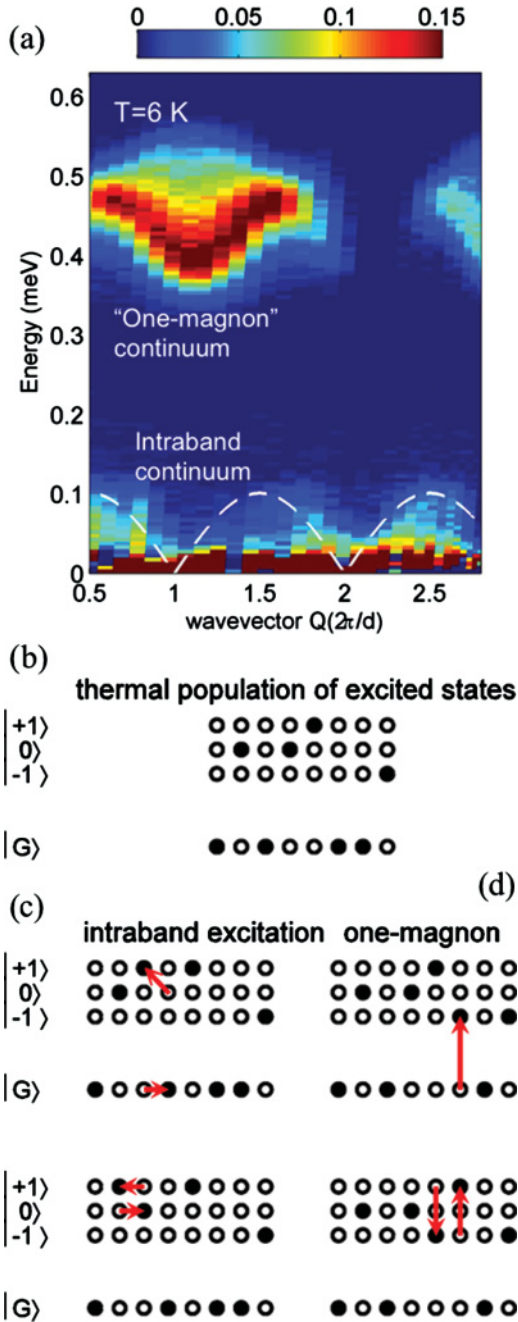 (a)
0 0.05 0.10 0.15
T=6 K
0.6
0.5
0.4
0.3
0.2
0.1
0
Energy (meV)
"One-magnon"
continuum
Intraband
continuum
0.5 1 1.5 2 2.5
wavevector Q(2π/d)
(b)
thermal population of excited states
|+1⟩
|0⟩
|-1⟩
|G⟩
(c) (d)
intraband excitation one-magnon
|+1⟩
|0⟩
|-1⟩
|G⟩
|+1⟩
|0⟩
|-1⟩
|G⟩